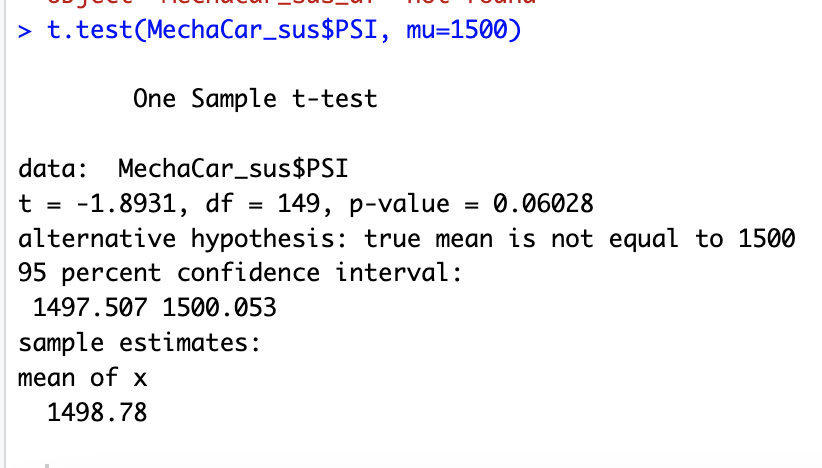 > t.test(MechaCar_sus$PSI, mu=1500)
One Sample t-test
data:  MechaCar_sus$PSI
t = -1.8931, df = 149, p-value = 0.06028
alternative hypothesis: true mean is not equal to 1500
95 percent confidence interval:
1497.507 1500.053
sample estimates:
mean of x
1498.78